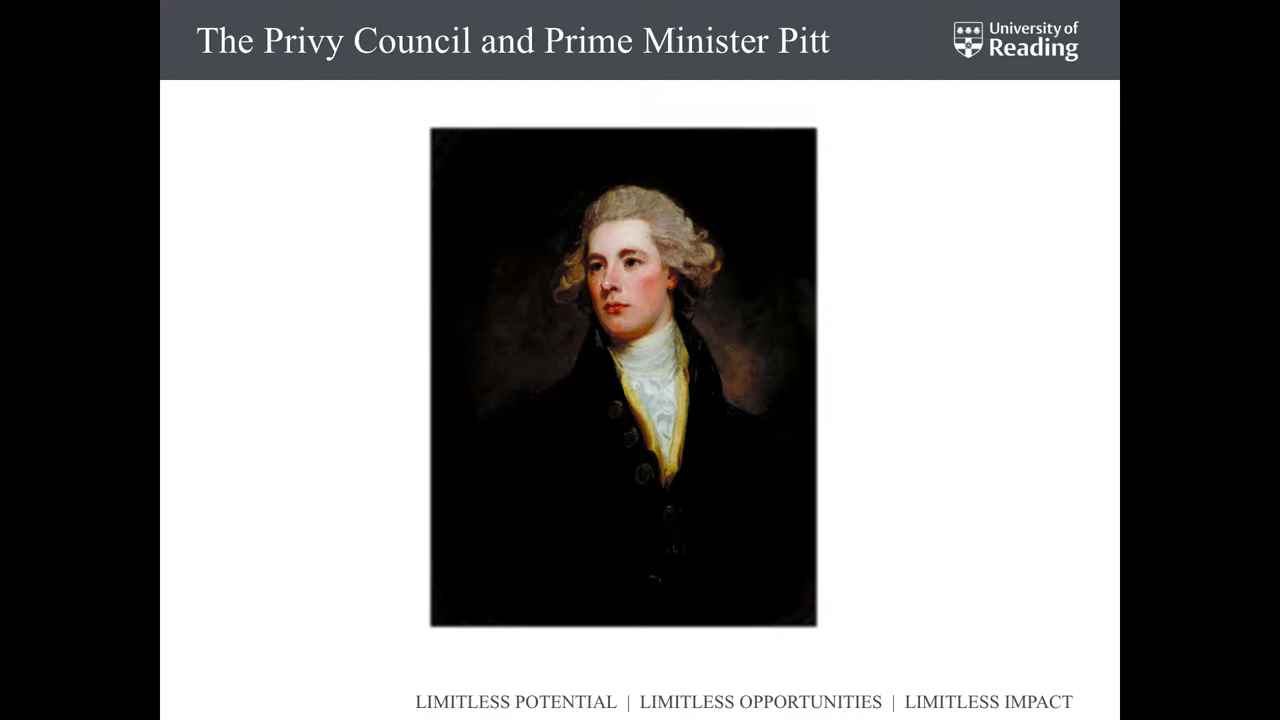 The Privy Council and Prime Minister Pitt
University of
Reading
LIMITLESS POTENTIAL | LIMITLESS OPPORTUNITIES | LIMITLESS IMPACT